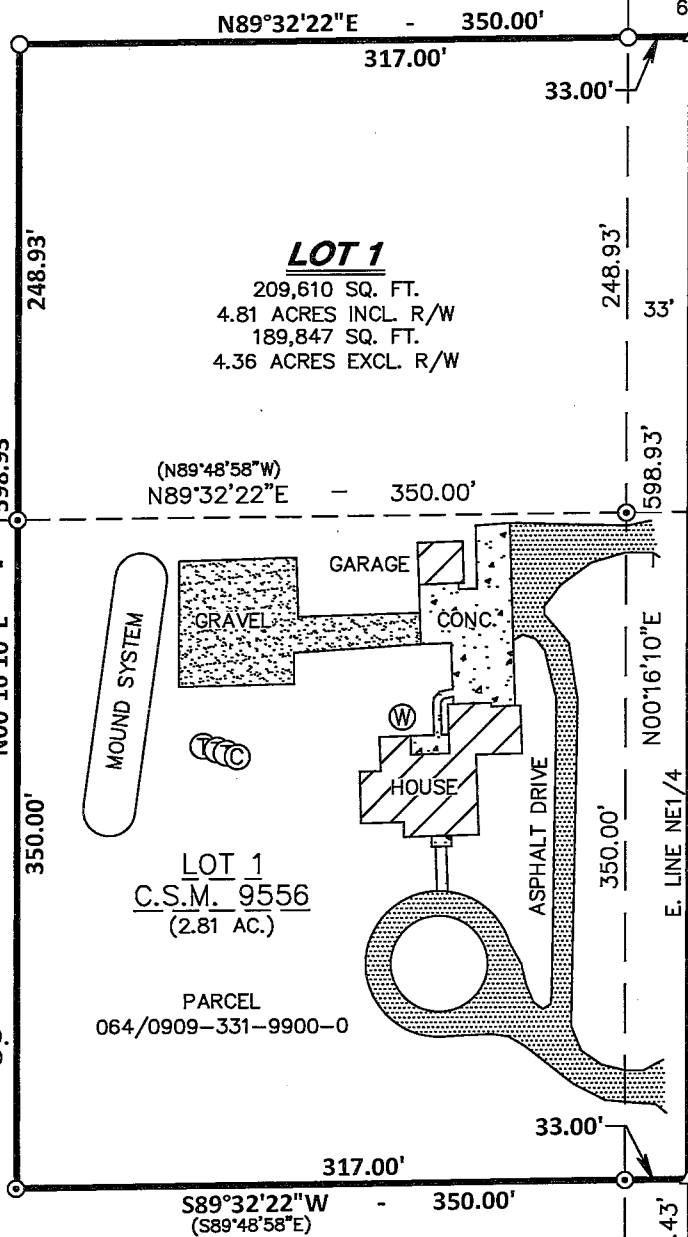 N89°32'22"E - 350.00'
317.00'
33.00'
248.93'
248.93'
33'
LOT 1
209,610 SQ. FT.
4.81 ACRES INCL. R/W
189,847 SQ. FT.
4.36 ACRES EXCL. R/W
598.93'
(N89°48'58"W)
N89°32'22"E - 350.00'
GARAGE
GRAVEL
CONC.
MOUND SYSTEM
W
C
HOUSE
ASPHALT DRIVE
N00°16'10"E
350.00'
E. LINE NE1/4
350.00'
LOT 1
C.S.M. 9556
(2.81 AC.)
PARCEL
064/0909-331-9900-0
33.00'
317.00'
S89°32'22"W - 350.00'
(S89°48'58"E)
.43'